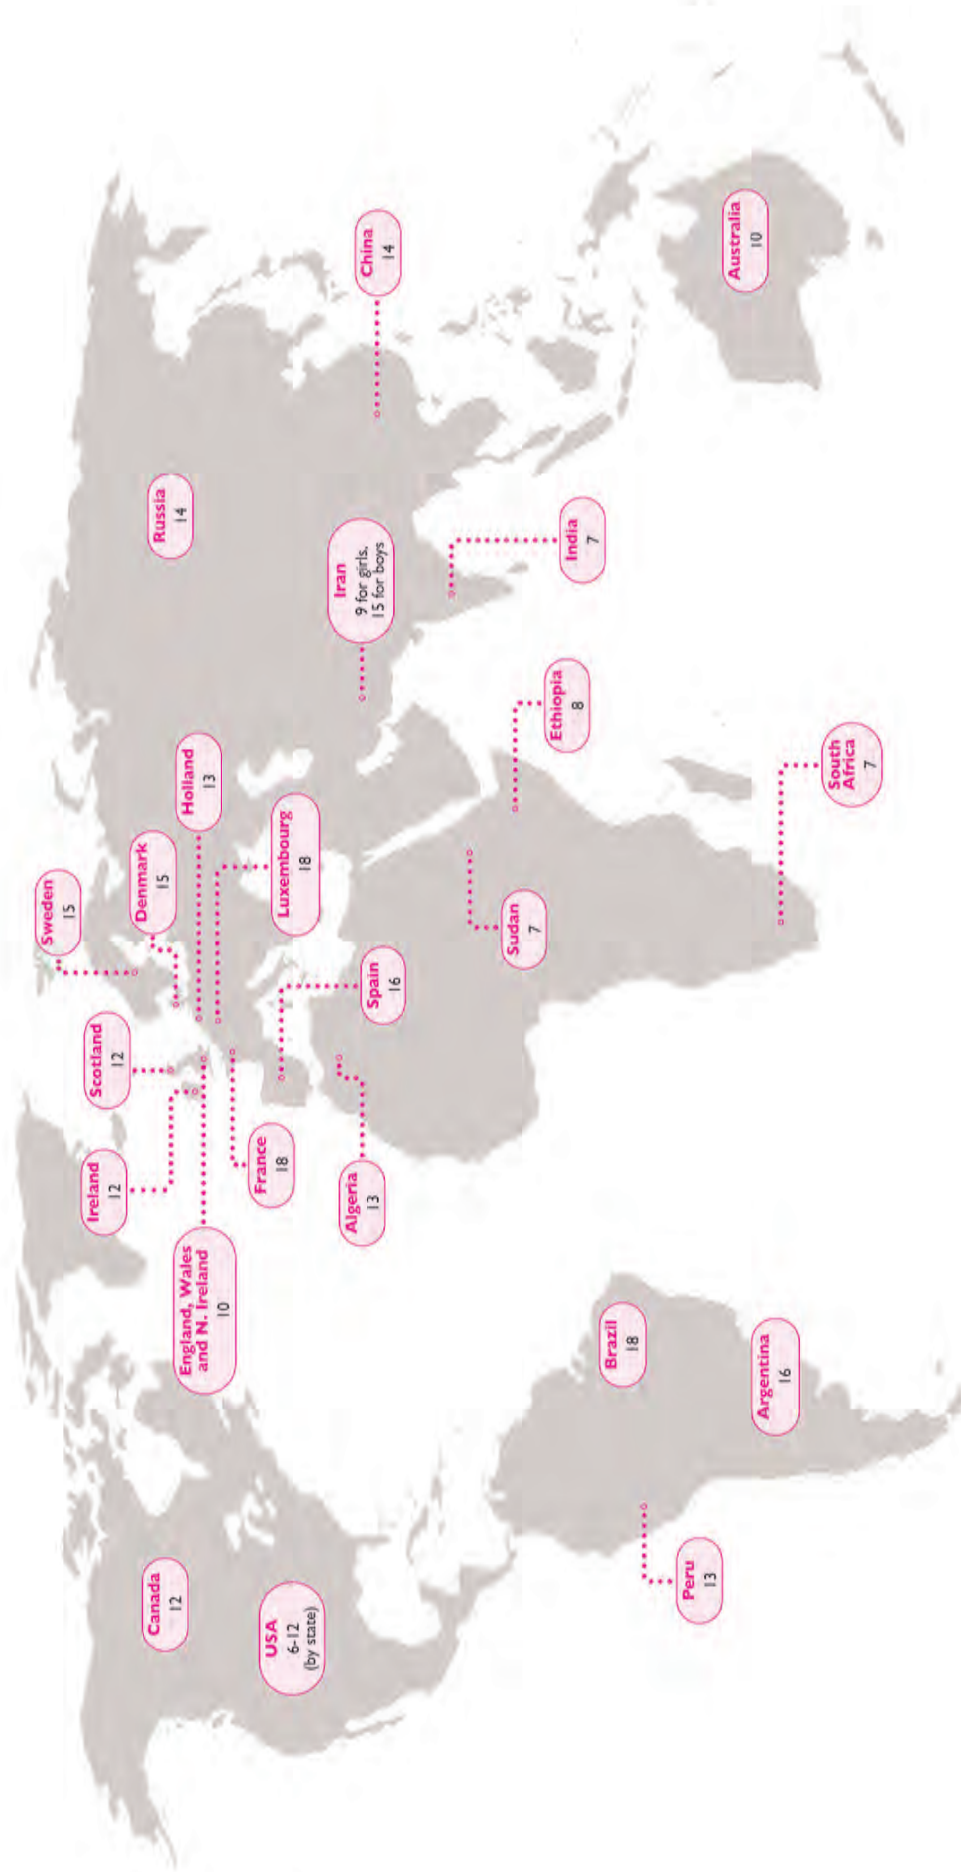 Canada
12
USA
6-12
(by state)
Peru
13
Brazil
18
Argentina
16
England, Wales
and N. Ireland
10
Ireland
12
Scotland
12
France
18
Algeria
13
Sweden
15
Denmark
15
Holland
13
Luxembourg
18
Spain
16
Sudan
7
Ethiopia
8
South
Africa
7
Russia
14
Iran
9 for girls,
15 for boys
India
7
China
14
Australia
10